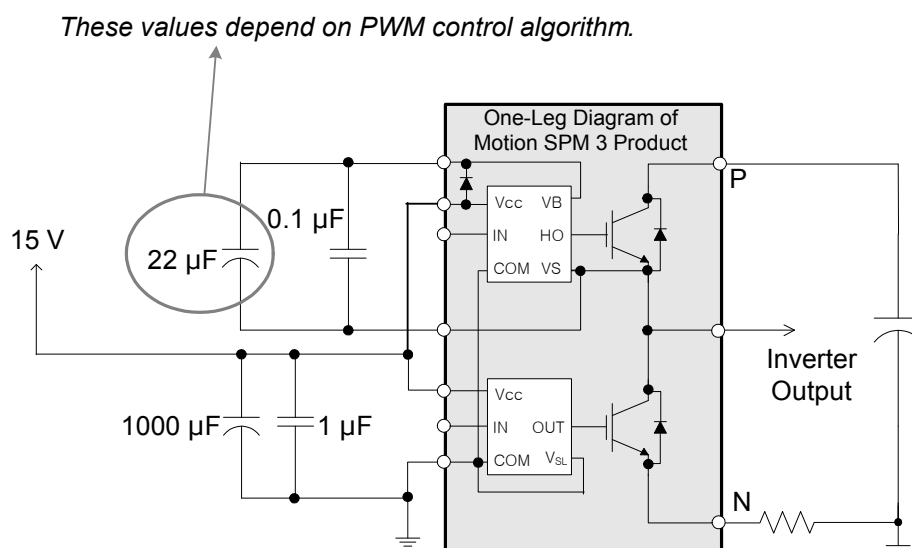 These values depend on PWM control algorithm.
One-Leg Diagram of
Motion SPM 3 Product
P
Vcc
VB
0.1 µF
15 V
IN
HO
22 µF
COM
VS
Inverter
Output
Vcc
1000 µF
1 µF
IN
OUT
COM
VSL
N